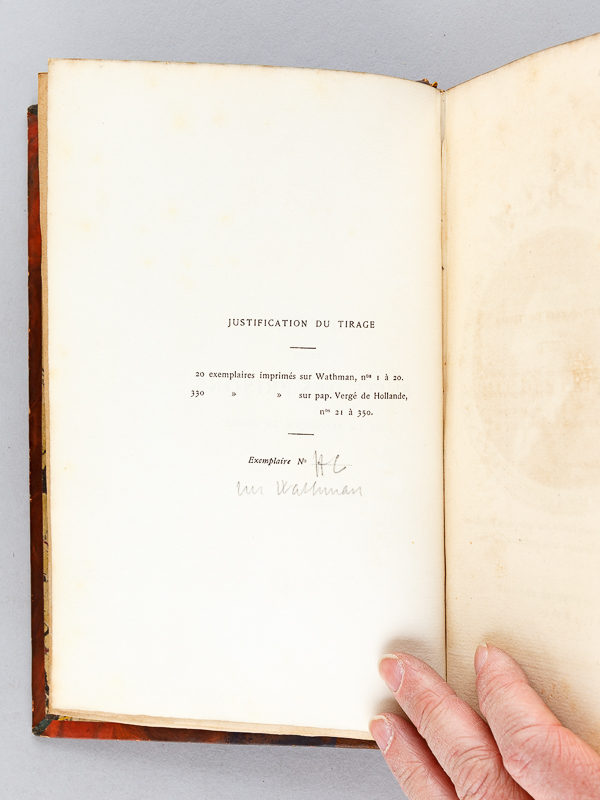 JUSTIFICATION DU TIRAGE
20 exemplaires imprimés sur Wathman, nos 1 à 20.
330 » » sur pap. Vergé de Hollande,
nos 21 à 350.
Exemplaire No HC
sur Wathman